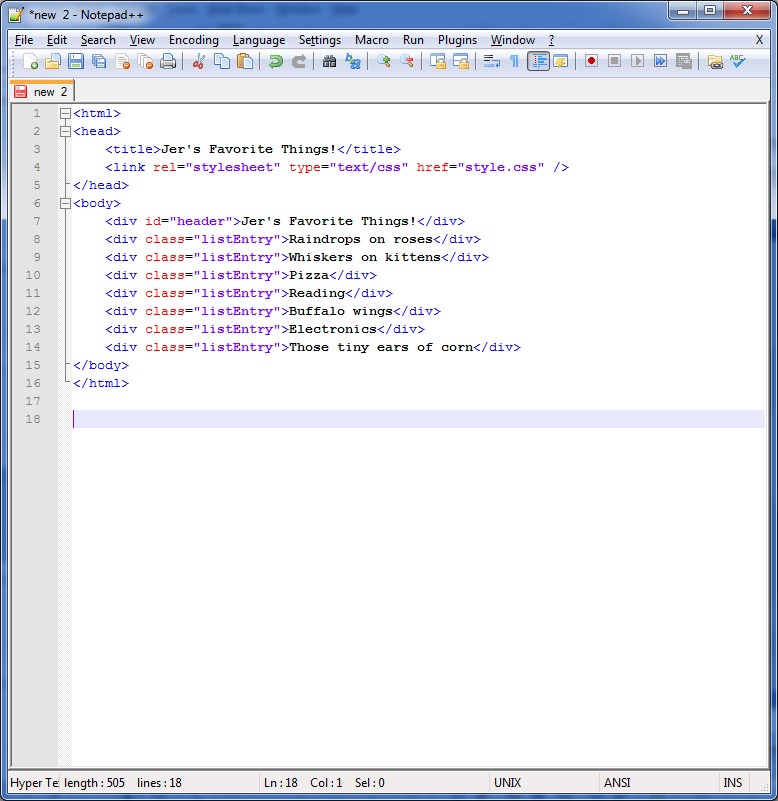 *new  2 - Notepad++
File Edit Search View Encoding Language Settings Macro Run Plugins Window ? X
new  2
1 <html>
2 <head>
3     <title>Jer's Favorite Things!</title>
4     <link rel="stylesheet" type="text/css" href="style.css" />
5 </head>
6 <body>
7     <div id="header">Jer's Favorite Things!</div>
8     <div class="listEntry">Raindrops on roses</div>
9     <div class="listEntry">Whiskers on kittens</div>
10     <div class="listEntry">Pizza</div>
11     <div class="listEntry">Reading</div>
12     <div class="listEntry">Buffalo wings</div>
13     <div class="listEntry">Electronics</div>
14     <div class="listEntry">Those tiny ears of corn</div>
15 </body>
16 </html>
17
18
Hyper Te length : 505 lines : 18 Ln : 18 Col : 1 Sel : 0 UNIX ANSI INS